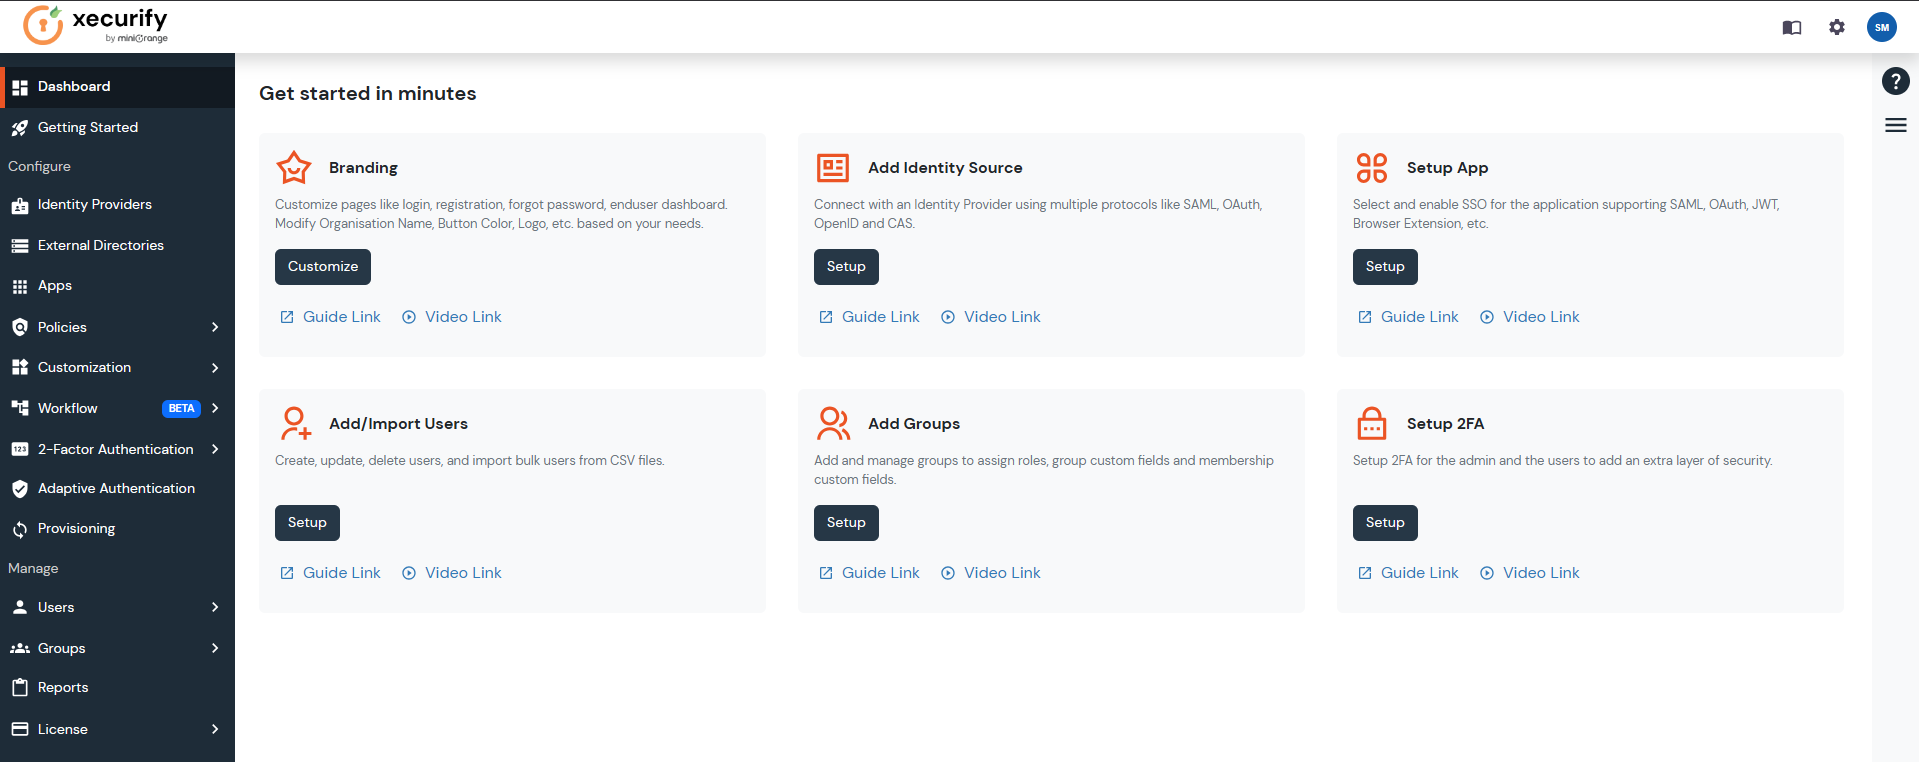 xecurify
by miniOrange
SM
Dashboard
Getting Started
Configure
Identity Providers
External Directories
Apps
Policies
Customization
Workflow BETA
123 2-Factor Authentication
Adaptive Authentication
Provisioning
Manage
Users
Groups
Reports
License
Get started in minutes
Branding
Customize pages like login, registration, forgot password, enduser dashboard.
Modify Organisation Name, Button Color, Logo, etc. based on your needs.
Customize
Guide Link Video Link
Add Identity Source
Connect with an Identity Provider using multiple protocols like SAML, OAuth,
OpenID and CAS.
Setup
Guide Link Video Link
Setup App
Select and enable SSO for the application supporting SAML, OAuth, JWT,
Browser Extension, etc.
Setup
Guide Link Video Link
Add/Import Users
Create, update, delete users, and import bulk users from CSV files.
Setup
Guide Link Video Link
Add Groups
Add and manage groups to assign roles, group custom fields and membership
custom fields.
Setup
Guide Link Video Link
Setup 2FA
Setup 2FA for the admin and the users to add an extra layer of security.
Setup
Guide Link Video Link
?